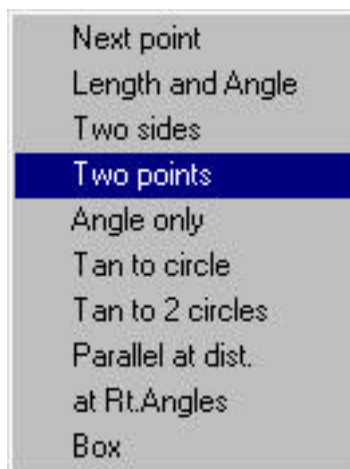 Next point
Length and Angle
Two sides
Two points
Angle only
Tan to circle
Tan to 2 circles
Parallel at dist.
at Rt.Angles
Box